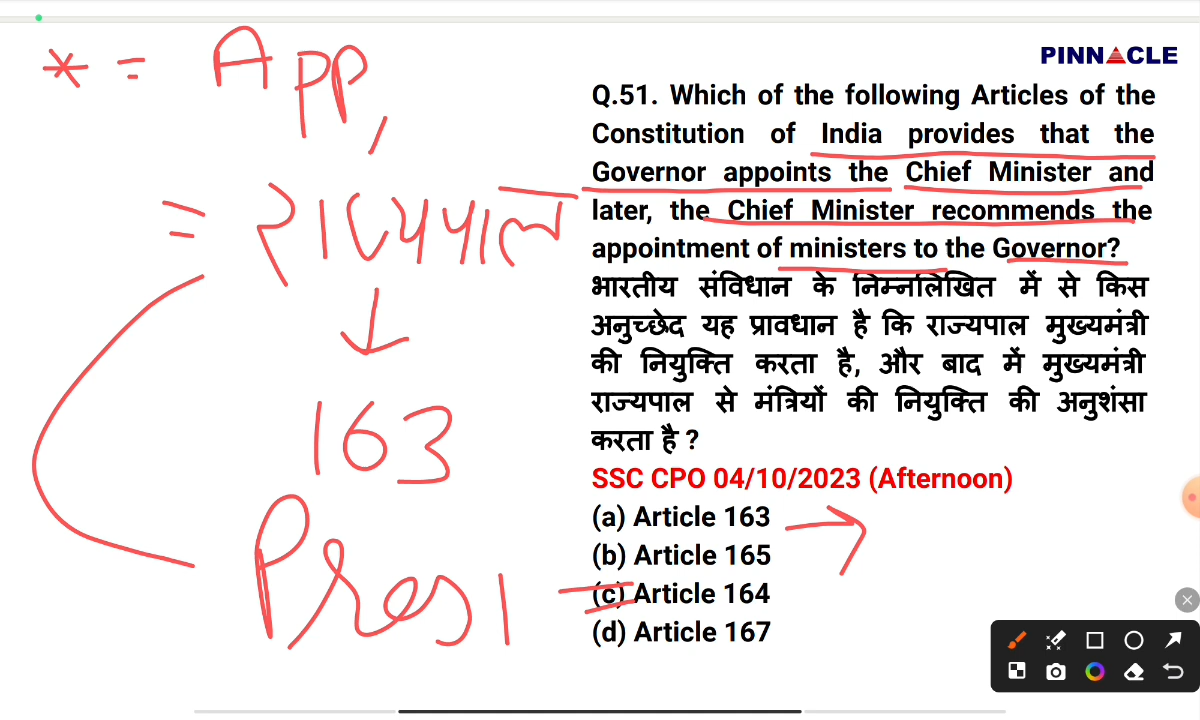 * = App,
= राज्यपाल
↓
163
Presi
PINNACLE
Q.51. Which of the following Articles of the
Constitution of India provides that the
Governor appoints the Chief Minister and
later, the Chief Minister recommends the
appointment of ministers to the Governor?
भारतीय संविधान के निम्नलिखित में से किस
अनुच्छेद यह प्रावधान है कि राज्यपाल मुख्यमंत्री
की नियुक्ति करता है, और बाद में मुख्यमंत्री
राज्यपाल से मंत्रियों की नियुक्ति की अनुशंसा
करता है ?
SSC CPO 04/10/2023 (Afternoon)
(a) Article 163
(b) Article 165
(c) Article 164
(d) Article 167